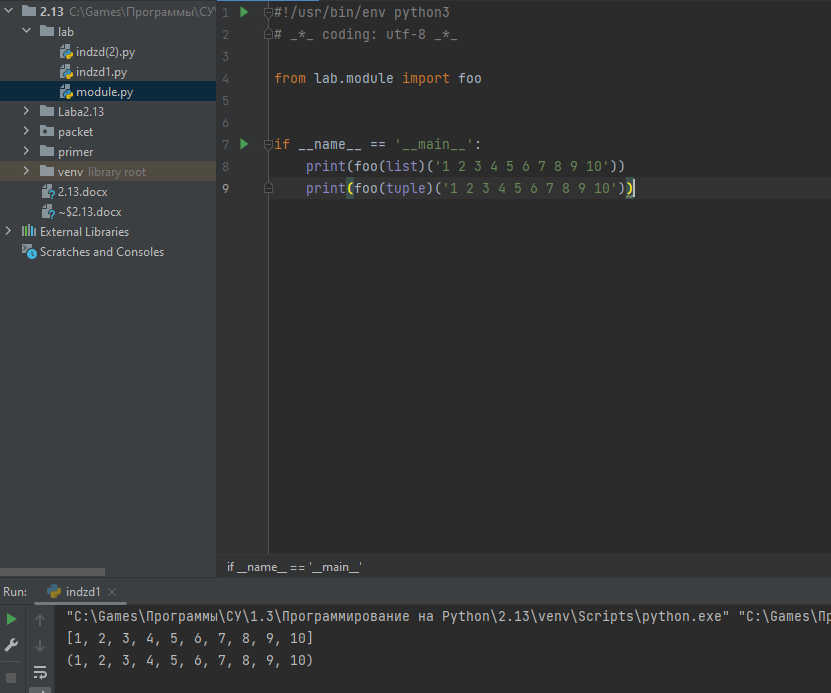 2.13 C:\Games\Программы\СУ
lab
indzd(2).py
indzd1.py
module.py
Laba2.13
packet
primer
venv library root
2.13.docx
~$2.13.docx
External Libraries
Scratches and Consoles
1 #!/usr/bin/env python3
2 # _*_ coding: utf-8 _*_
3
4 from lab.module import foo
5
6
7 if __name__ == '__main__':
8 print(foo(list)('1 2 3 4 5 6 7 8 9 10'))
9 print(foo(tuple)('1 2 3 4 5 6 7 8 9 10'))
if __name__ == '__main__'
Run: indzd1
"C:\Games\Программы\СУ\1.3\Программирование на Python\2.13\venv\Scripts\python.exe" "C:\Games\Пр
[1, 2, 3, 4, 5, 6, 7, 8, 9, 10]
(1, 2, 3, 4, 5, 6, 7, 8, 9, 10)